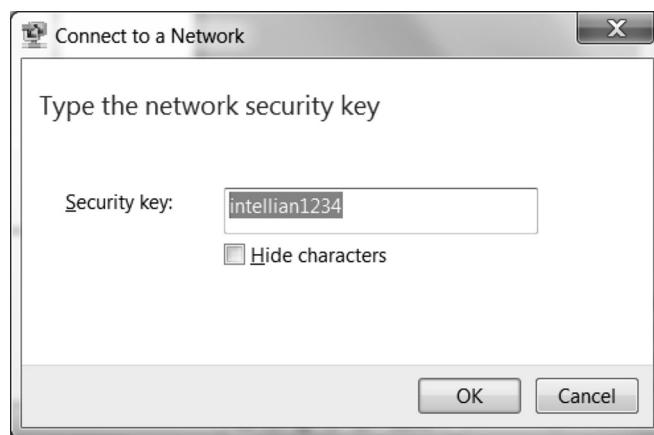 Connect to a Network
Type the network security key
Security key: intellian1234
Hide characters
OK Cancel